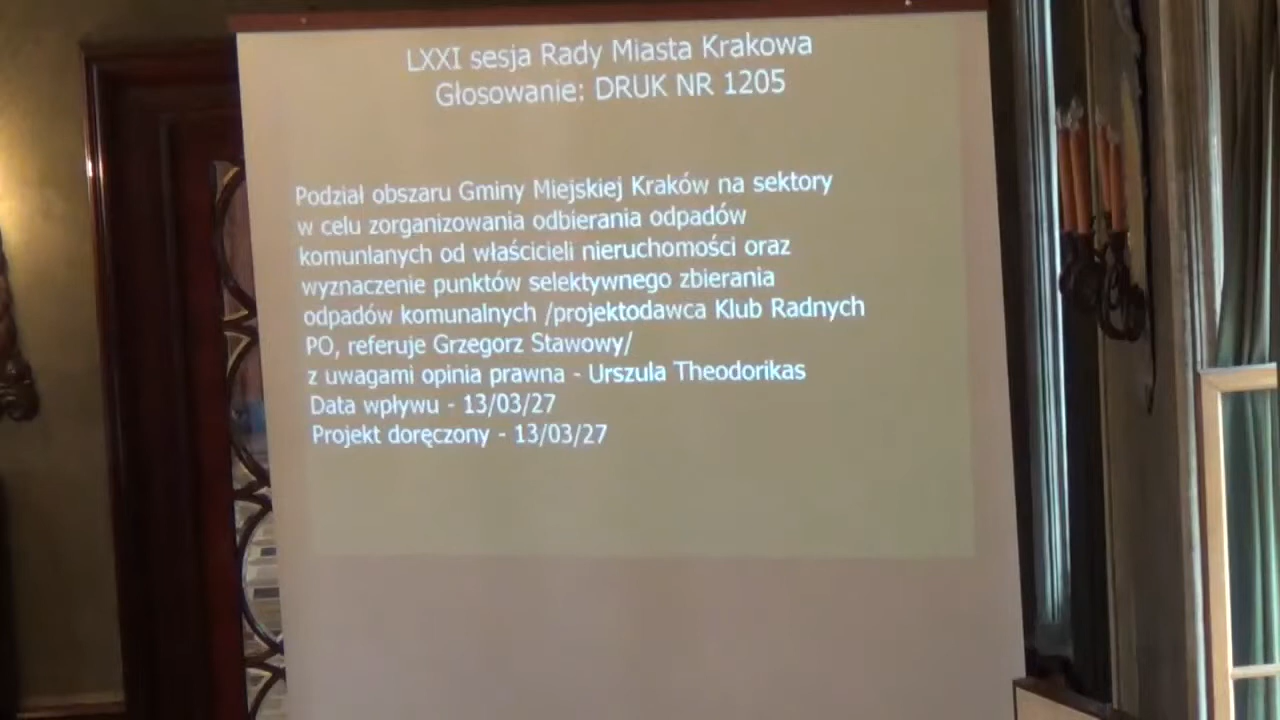 LXXI sesja Rady Miasta Krakowa
Głosowanie: DRUK NR 1205
Podział obszaru Gminy Miejskiej Kraków na sektory
w celu zorganizowania odbierania odpadów
komunlanych od właścicieli nieruchomości oraz
wyznaczenie punktów selektywnego zbierania
odpadów komunalnych /projektodawca Klub Radnych
PO, referuje Grzegorz Stawowy/
z uwagami opinia prawna - Urszula Theodorikas
Data wpływu - 13/03/27
Projekt doręczony - 13/03/27